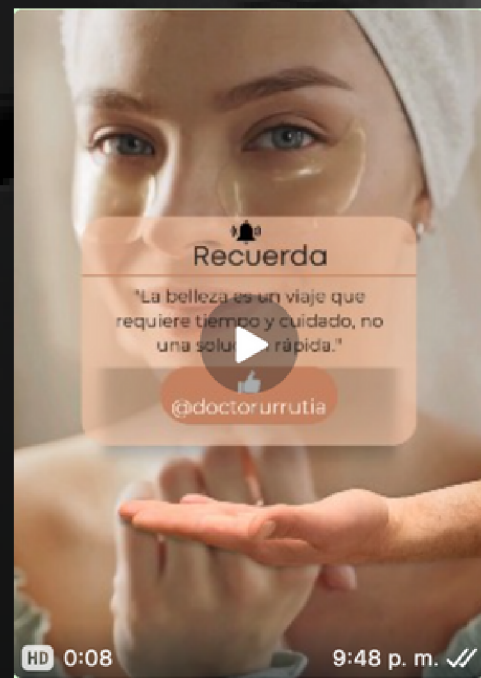 Recuerda
"La belleza es un viaje que
requiere tiempo y cuidado, no
una rápida."
@doctorurrutia
HD 0:08
9:48 p. m.